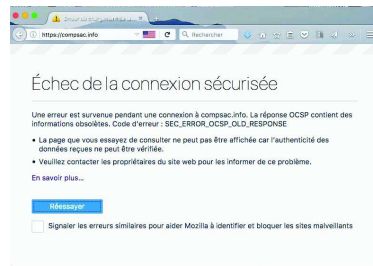 https://compsac.info
Rechercher
Échec de la connexion sécurisée
Une erreur est survenue pendant une connexion à compsac.info. La réponse OCSP contient des
informations obsolètes. Code d'erreur : SEC_ERROR_OCSP_OLD_RESPONSE
• La page que vous essayez de consulter ne peut pas être affichée car l'authenticité des
données reçues ne peut être vérifiée.
• Veuillez contacter les propriétaires du site web pour les informer de ce problème.
En savoir plus...
Réessayer
Signaler les erreurs similaires pour aider Mozilla à identifier et bloquer les sites malveillants